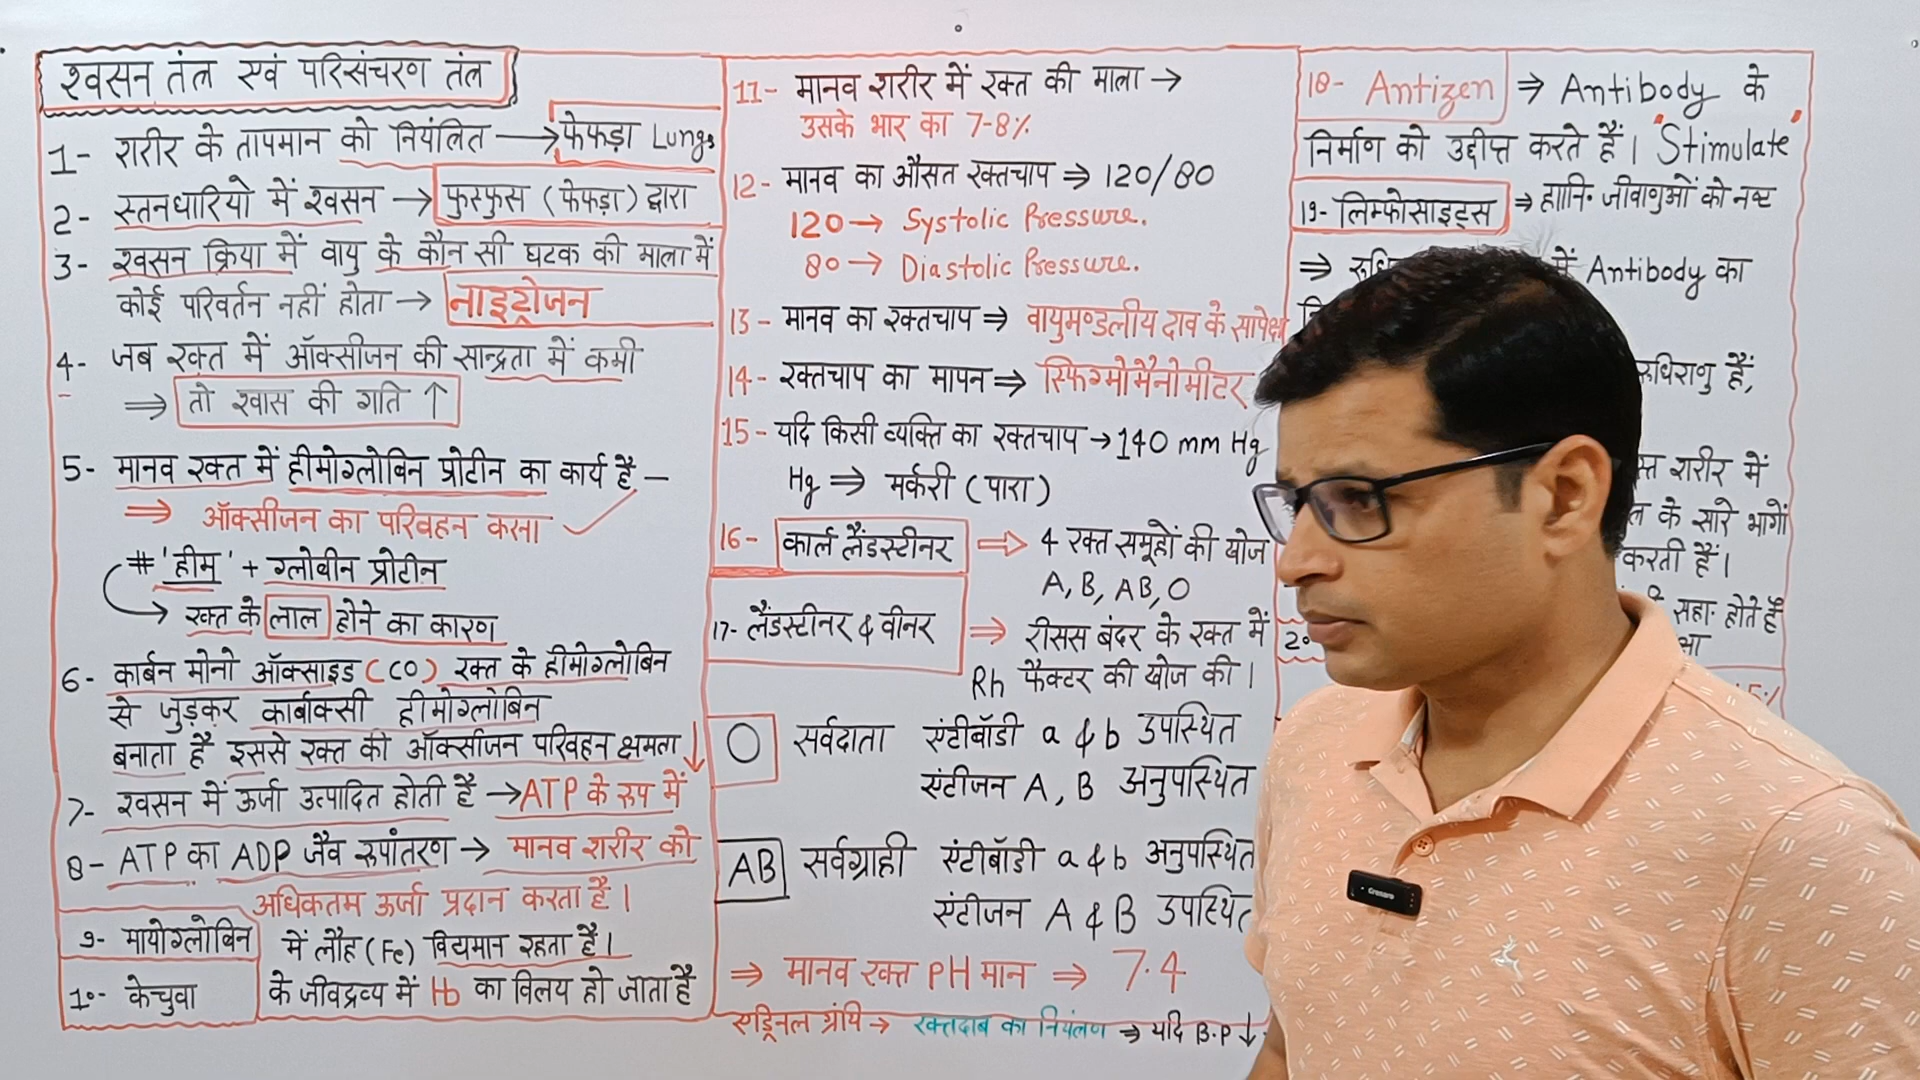 श्वसन तंत्र एवं परिसंचरण तंत्र
1- शरीर के तापमान को नियंत्रित → फेफड़ा Lungs
2- स्तनधारियो में श्वसन → फुस्फुस (फेफड़ा) द्वारा
3- श्वसन क्रिया में वायु के कौन सी घटक की मात्रा में
कोई परिवर्तन नहीं होता → नाइट्रोजन
4- जब रक्त में ऑक्सीजन की सान्द्रता में कमी
⇒ तो श्वास की गति ↑
5- मानव रक्त में हीमोग्लोबिन प्रोटीन का कार्य है –
⇒ ऑक्सीजन का परिवहन करना
# 'हीम' + ग्लोबीन प्रोटीन
→ रक्त के लाल होने का कारण
6- कार्बन मोनो ऑक्साइड (CO) रक्त के हीमोग्लोबिन
से जुड़कर कार्बोक्सी हीमोग्लोबिन
बनाता है इससे रक्त की ऑक्सीजन परिवहन क्षमता ↓
7- श्वसन में ऊर्जा उत्पादित होती है → ATP के रूप में
8- ATP का ADP जैव रूपांतरण → मानव शरीर को
अधिकतम ऊर्जा प्रदान करता है।
9- मायोग्लोबिन में लौह (Fe) विद्यमान रहता है।
10- केचुवा के जीवद्रव्य में Hb का विलय हो जाता है
11- मानव शरीर में रक्त की मात्रा →
उसके भार का 7-8%
12- मानव का औसत रक्तचाप ⇒ 120/80
120 → Systolic Pressure.
80 → Diastolic Pressure.
13- मानव का रक्तचाप ⇒ वायुमण्डलीय दाव के सापेक्ष
14- रक्तचाप का मापन ⇒ स्फिग्मोमैनोमीटर
15- यदि किसी व्यक्ति का रक्तचाप → 140 mm Hg
Hg ⇒ मर्करी (पारा)
16- कार्ल लैंडस्टीनर ⇒ 4 रक्त समूहों की खोज
A, B, AB, O
17- लैंडस्टीनर & वीनर ⇒ रीसस बंदर के रक्त में
Rh फैक्टर की खोज की।
O सर्वदाता एंटीबॉडी a & b उपस्थित
एंटीजन A, B अनुपस्थित
AB सर्वग्राही एंटीबॉडी a & b अनुपस्थित
एंटीजन A & B उपस्थित
⇒ मानव रक्त PH मान ⇒ 7.4
एड्रिनल ग्रंथि → रक्तदाब का नियंत्रण ⇒ यदि B.P ↓
18- Antizen ⇒ Antibody के
निर्माण को उद्दीप्त करते हैं। "Stimulate"
19- लिम्फोसाइट्स ⇒ हानि॰ जीवाणुओं को नष्ट
⇒ में Antibody का
रुधिराणु हैं,
शरीर में
के सारे भागों
करती हैं।
सहा॰ होते हैं
20
Grenaro